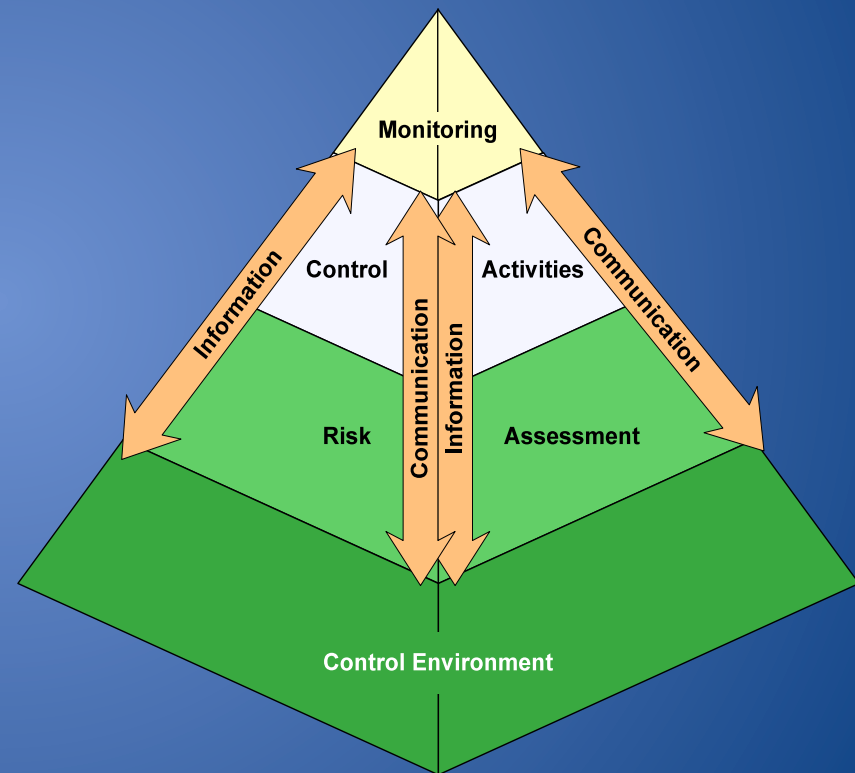 Monitoring
Control Activities
Information
Communication
Communication
Information
Risk Assessment
Control Environment